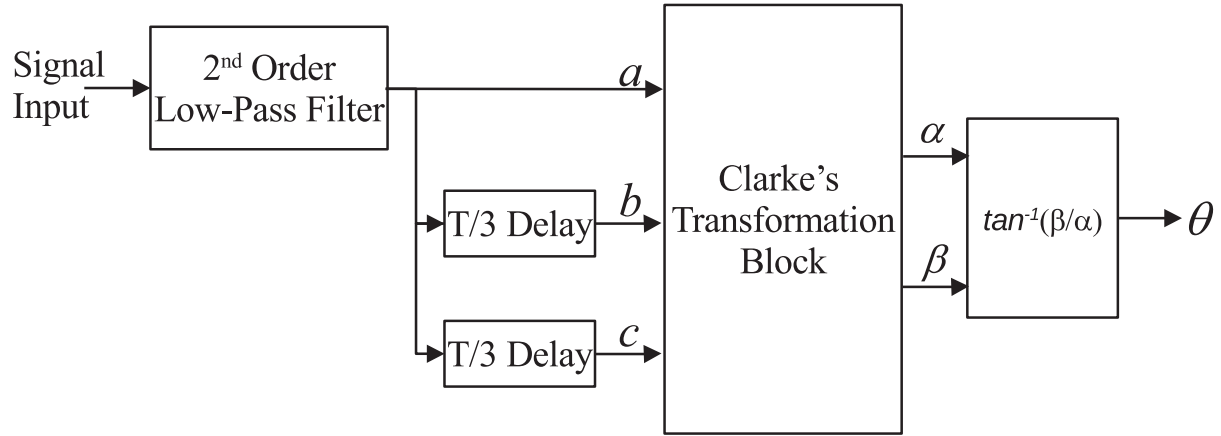 Signal
Input
2nd Order
Low-Pass Filter
a
T/3 Delay
b
T/3 Delay
c
Clarke's
Transformation
Block
α
β
tan-1(β/α)
θ